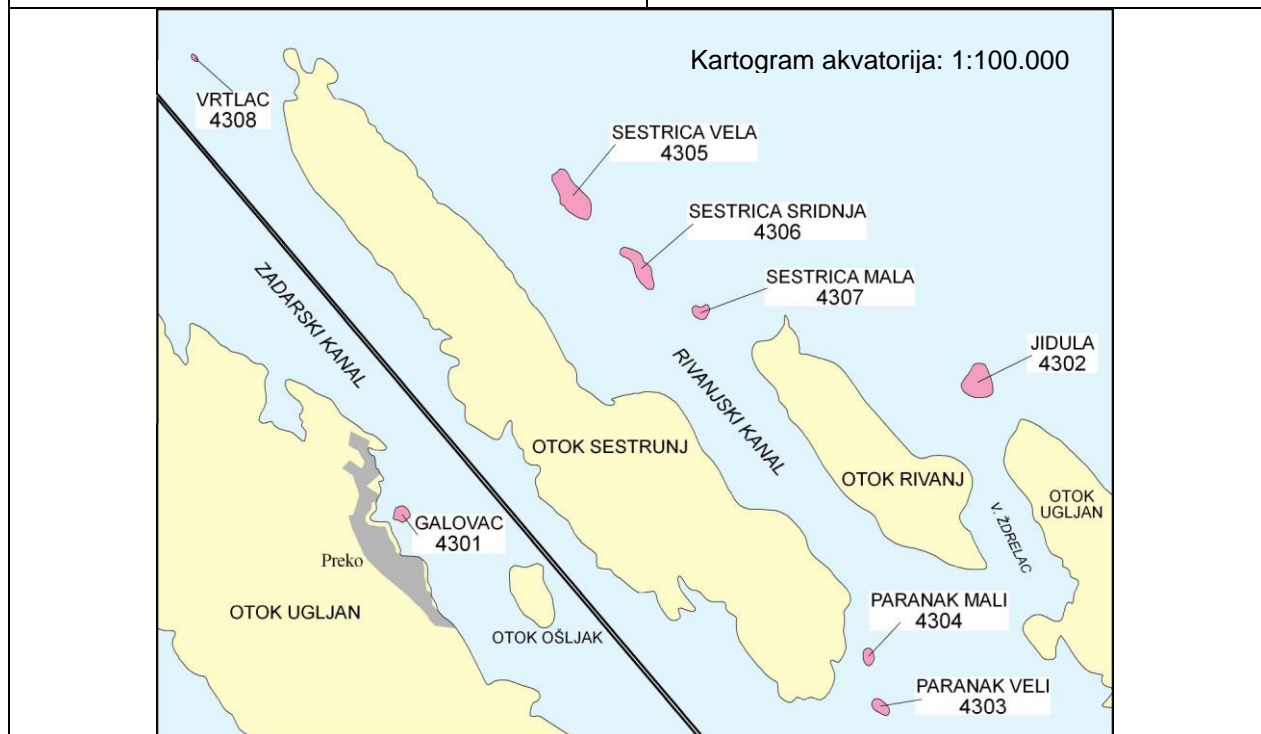 Kartogram akvatorija: 1:100.000
VRTLAC
4308
SESTRICA VELA
4305
SESTRICA SRIDNJA
4306
SESTRICA MALA
4307
ZADARSKI KANAL
RIVANJSKI KANAL
JIDULA
4302
OTOK SESTRUNJ
OTOK RIVANJ
OTOK
UGLJAN
V. ŽDRELAC
GALOVAC
4301
Preko
OTOK UGLJAN
OTOK OŠLJAK
PARANAK MALI
4304
PARANAK VELI
4303